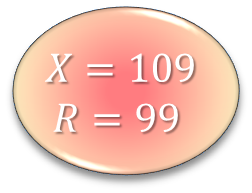 X = 109
R = 99